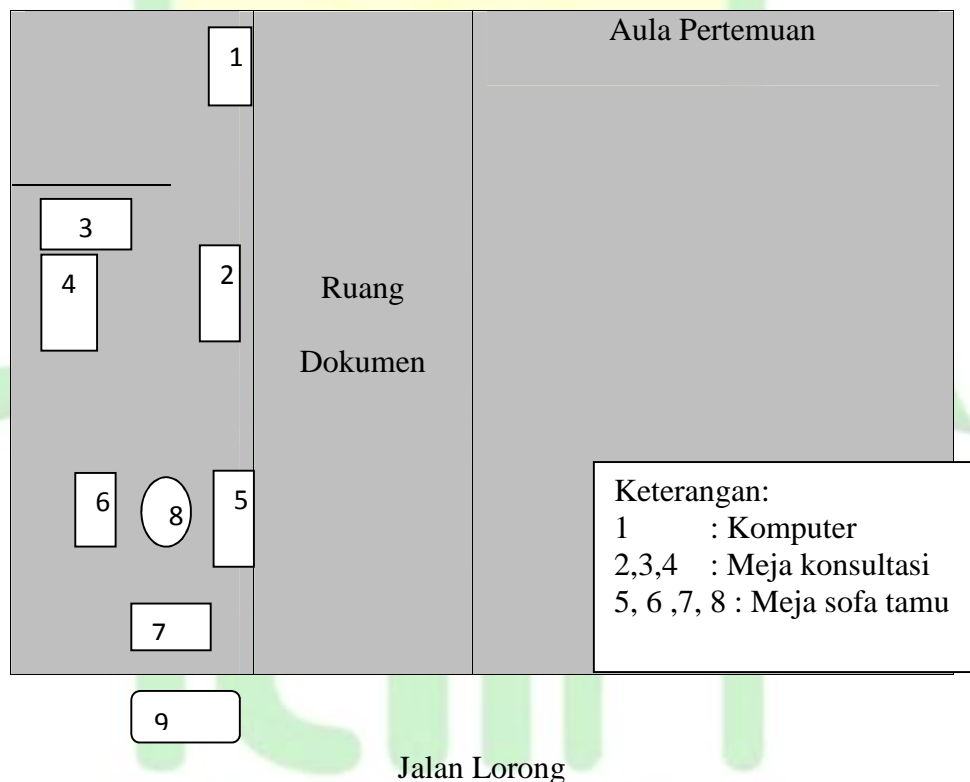 Aula Pertemuan
1
3
4
2
Ruang
Dokumen
6
8
5
7
9
Keterangan:
1 : Komputer
2,3,4 : Meja konsultasi
5, 6 ,7, 8 : Meja sofa tamu
Jalan Lorong